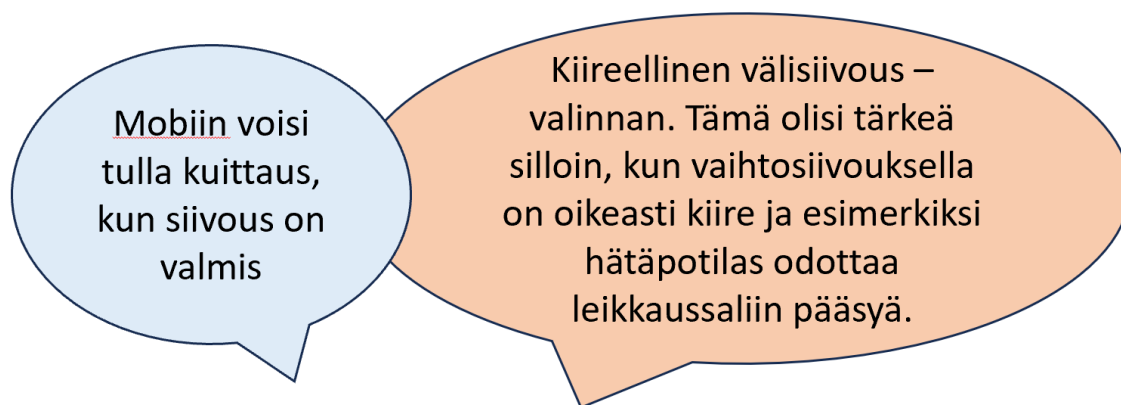 Mobiin voisi
tulla kuittaus,
kun siivous on
valmis
Kiireellinen välisiivous –
valinnan. Tämä olisi tärkeä
silloin, kun vaihtosiivouksella
on oikeasti kiire ja esimerkiksi
hätäpotilas odottaa
leikkaussaliin pääsyä.